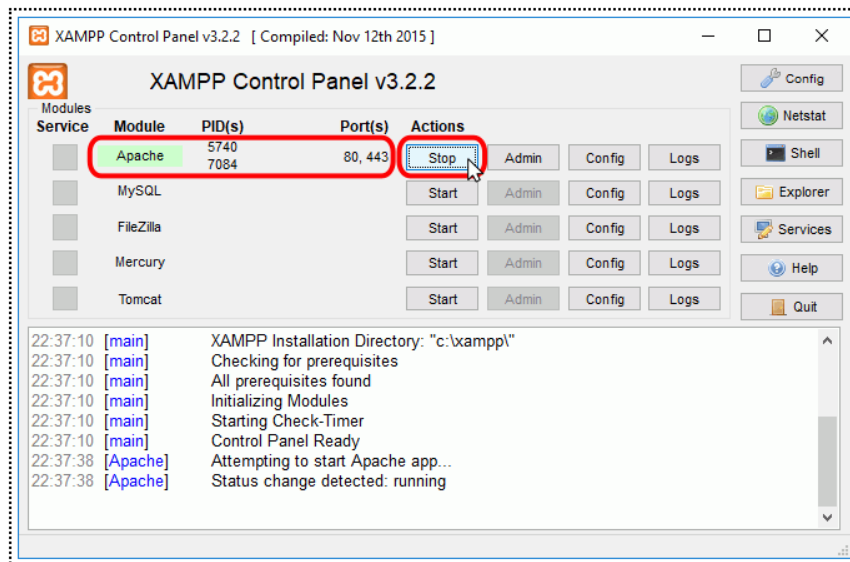 XAMPP Control Panel v3.2.2 [ Compiled: Nov 12th 2015 ]
XAMPP Control Panel v3.2.2
Config
Modules
Service Module PID(s) Port(s) Actions
Netstat
Apache 5740 80, 443 Stop Admin Config Logs
7084
Shell
MySQL Start Admin Config Logs
Explorer
FileZilla Start Admin Config Logs
Services
Mercury Start Admin Config Logs
Help
Tomcat Start Admin Config Logs
Quit
22:37:10 [main] XAMPP Installation Directory: "c:\xampp\"
22:37:10 [main] Checking for prerequisites
22:37:10 [main] All prerequisites found
22:37:10 [main] Initializing Modules
22:37:10 [main] Starting Check-Timer
22:37:10 [main] Control Panel Ready
22:37:38 [Apache] Attempting to start Apache app...
22:37:38 [Apache] Status change detected: running